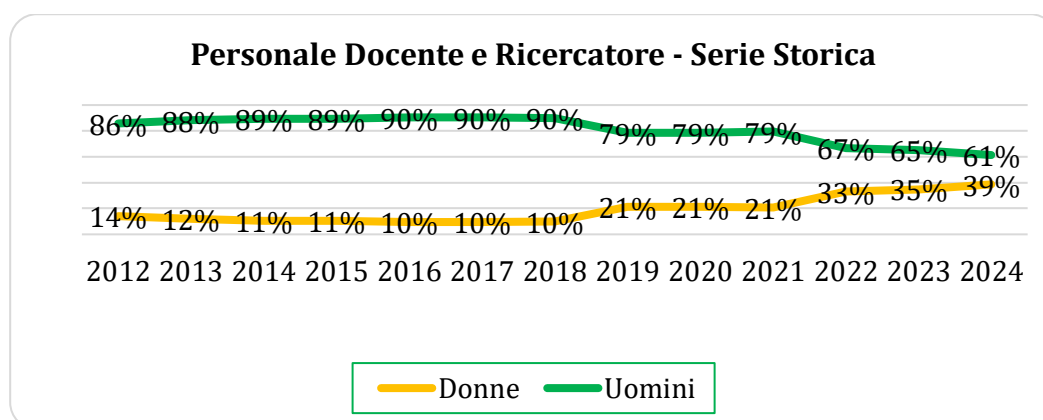 Personale Docente e Ricercatore - Serie Storica
86% 88% 89% 89% 90% 90% 90% 79% 79% 79% 67% 65% 61%
14% 12% 11% 11% 10% 10% 10% 21% 21% 21% 33% 35% 39%
2012 2013 2014 2015 2016 2017 2018 2019 2020 2021 2022 2023 2024
Donne Uomini